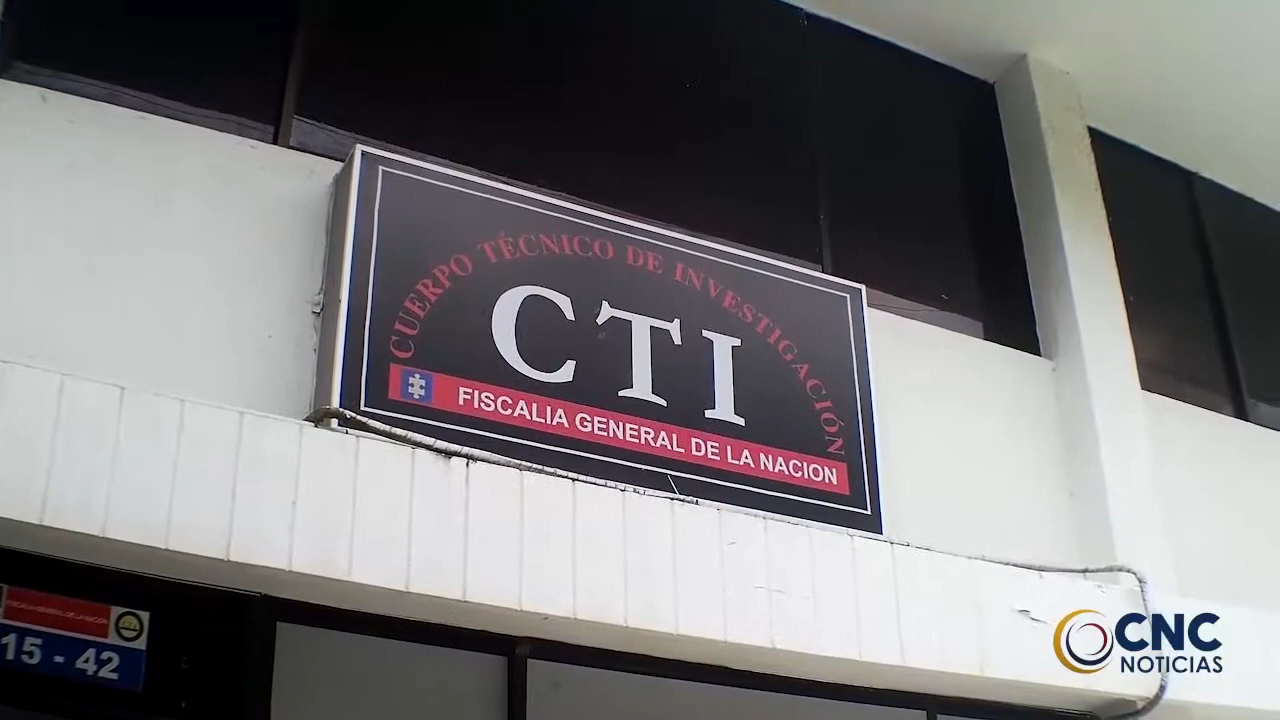 CUERPO TÉCNICO DE INVESTIGACIÓN
CTI
FISCALIA GENERAL DE LA NACION
15 - 42
CNC
NOTICIAS